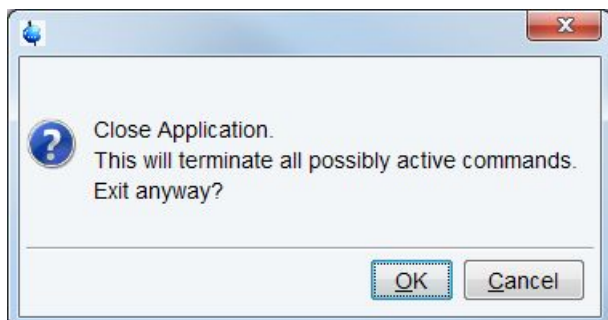 Close Application.
This will terminate all possibly active commands.
Exit anyway?
OK
Cancel